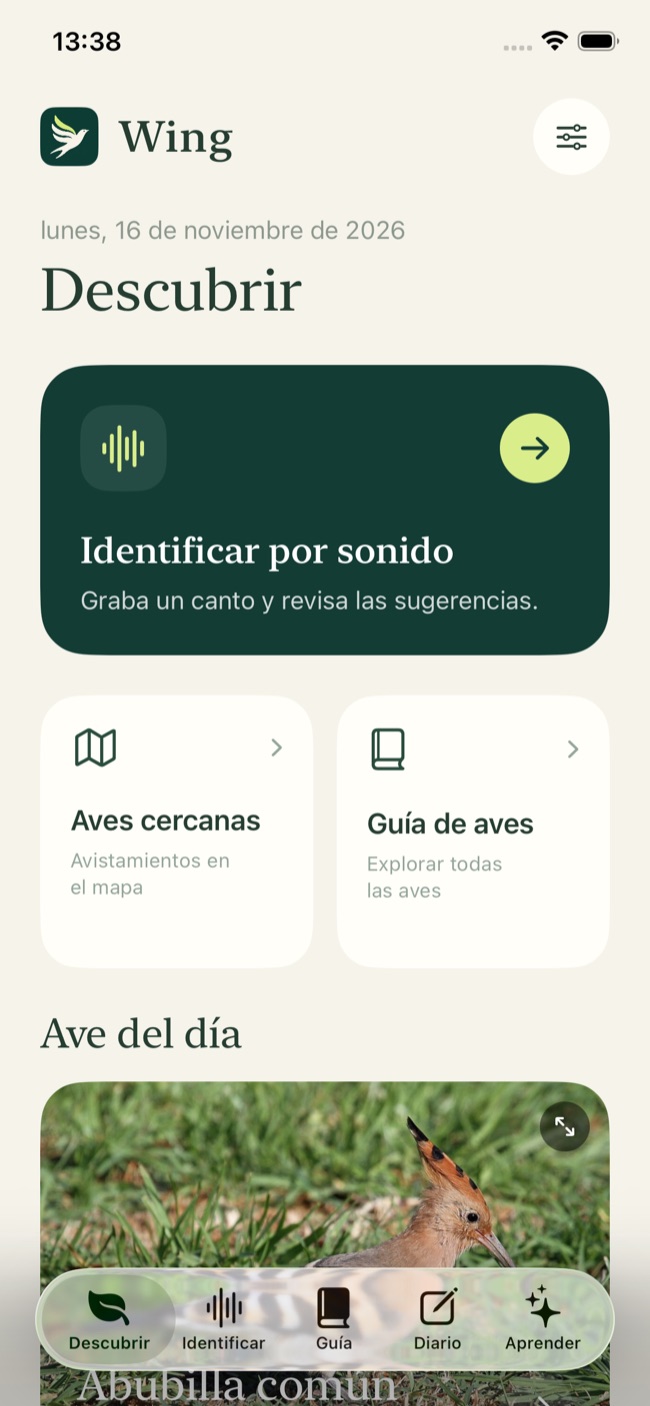 13:38
Wing
lunes, 16 de noviembre de 2026
Descubrir
Identificar por sonido
Graba un canto y revisa las sugerencias.
Aves cercanas
Avistamientos en
el mapa
Guía de aves
Explorar todas
las aves
Ave del día
Descubrir
Identificar
Guía
Diario
Aprender
Abubilla común